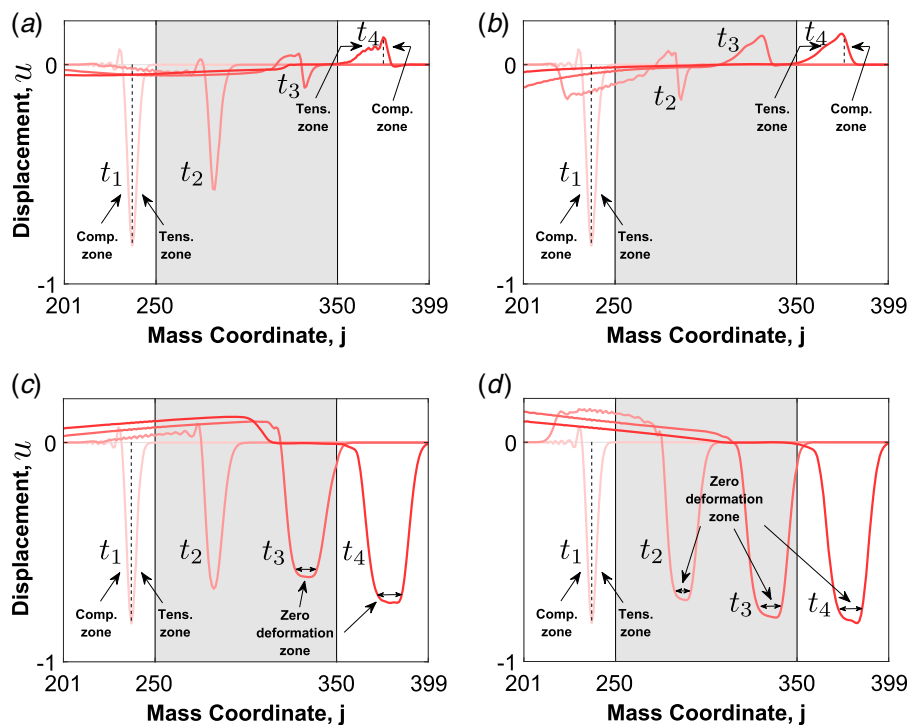 (a)
(b)
Displacement, u
0
-1
t1
t2
t3
t4
Comp.
zone
Tens.
zone
Tens.
zone
Comp.
zone
201 250 350 399
Mass Coordinate, j
0
-1
t1
t2
t3
t4
Comp.
zone
Tens.
zone
Tens.
zone
Comp.
zone
201 250 350 399
Mass Coordinate, j
(c)
(d)
Displacement, u
0
-1
t1
t2
t3
t4
Comp.
zone
Tens.
zone
Zero
deformation
zone
201 250 350 399
Mass Coordinate, j
0
-1
t1
t2
t3
t4
Comp.
zone
Tens.
zone
Zero
deformation
zone
201 250 350 399
Mass Coordinate, j